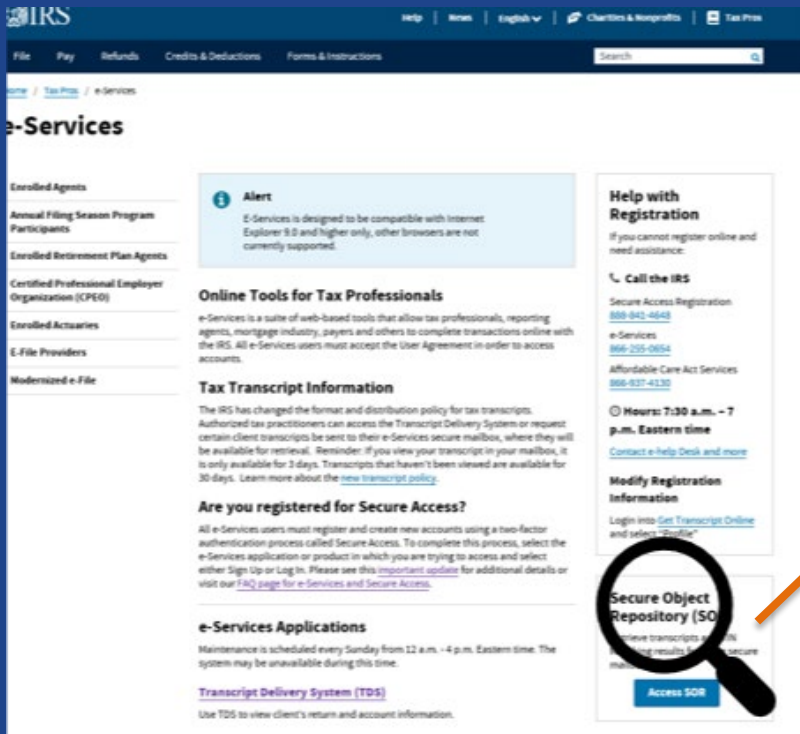 IRS
Help | News | English | Charities & Nonprofits | Tax Pros
File Pay Refunds Credits & Deductions Forms & Instructions
Search
Home / Tax Pros / e-Services
e-Services
Enrolled Agents
Annual Filing Season Program
Participants
Enrolled Retirement Plan Agents
Certified Professional Employer
Organization (CPEO)
Enrolled Actuaries
E-File Providers
Modernized e-File
Alert
E-Services is designed to be compatible with Internet
Explorer 9.0 and higher only, other browsers are not
currently supported.
Online Tools for Tax Professionals
e-Services is a suite of web-based tools that allow tax professionals, reporting
agents, mortgage industry, payers and others to complete transactions online with
the IRS. All e-Services users must accept the User Agreement in order to access
accounts.
Tax Transcript Information
The IRS has changed the format and distribution policy for tax transcripts.
Authorized tax practitioners can access the Transcript Delivery System or request
certain client transcripts be sent to their e-Services secure mailbox, where they will
be available for retrieval. Reminder: If you view your transcript in your mailbox, it
is only available for 3 days. Transcripts that haven't been viewed are available for
30 days. Learn more about the new transcript policy.
Are you registered for Secure Access?
All e-Services users must register and create new accounts using a two-factor
authentication process called Secure Access. To complete this process, select the
e-Services application or product in which you are trying to access and select
either Sign Up or Log In. Please see this important update for additional details or
visit our FAQ page for e-Services and Secure Access.
e-Services Applications
Maintenance is scheduled every Sunday from 12 a.m. - 4 p.m. Eastern time. The
system may be unavailable during this time.
Transcript Delivery System (TDS)
Use TDS to view client's return and account information.
Help with
Registration
If you cannot register online and
need assistance:
Call the IRS
Secure Access Registration
888-841-4648
e-Services
866-255-0654
Affordable Care Act Services
866-937-4130
Hours: 7:30 a.m. – 7
p.m. Eastern time
Contact e-help Desk and more
Modify Registration
Information
Login into Get Transcript Online
and select "Profile"
Secure Object
Repository (SO
transcripts
results secure
Access SOR